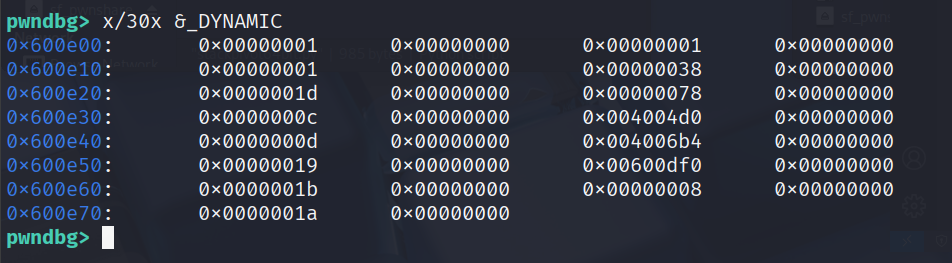 pwndbg> x/30x &_DYNAMIC
0x600e00: 0x00000001 0x00000000 0x00000001 0x00000000
0x600e10: 0x00000001 0x00000000 0x00000038 0x00000000
0x600e20: 0x0000001d 0x00000000 0x00000078 0x00000000
0x600e30: 0x0000000c 0x00000000 0x004004d0 0x00000000
0x600e40: 0x0000000d 0x00000000 0x004006b4 0x00000000
0x600e50: 0x00000019 0x00000000 0x00600df0 0x00000000
0x600e60: 0x0000001b 0x00000000 0x00000008 0x00000000
0x600e70: 0x0000001a 0x00000000
pwndbg>